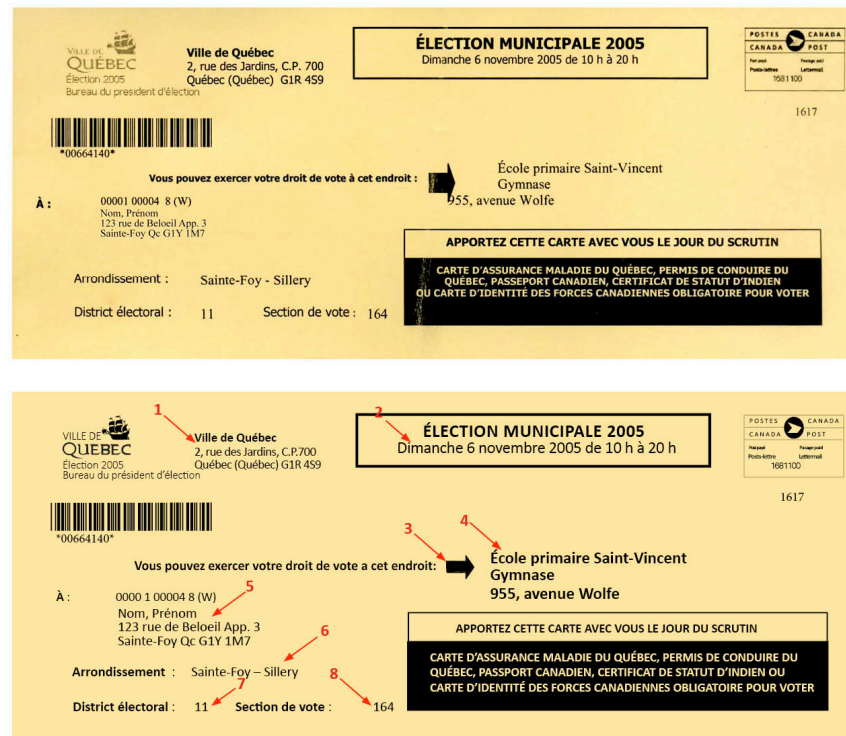 VILLE DE
QUÉBEC
Élection 2005
Bureau du président d'élection
Ville de Québec
2, rue des Jardins, C.P. 700
Québec (Québec) G1R 4S9
ÉLECTION MUNICIPALE 2005
Dimanche 6 novembre 2005 de 10 h à 20 h
POSTES CANADA
CANADA POST
Port payé Postage paid
Poste-lettres Lettermail
1681100
1617
*00664140*
Vous pouvez exercer votre droit de vote à cet endroit :
École primaire Saint-Vincent
Gymnase
955, avenue Wolfe
À : 00001 00004 8 (W)
Nom, Prénom
123 rue de Beloeil App. 3
Sainte-Foy Qc G1Y 1M7
APPORTEZ CETTE CARTE AVEC VOUS LE JOUR DU SCRUTIN
CARTE D'ASSURANCE MALADIE DU QUÉBEC, PERMIS DE CONDUIRE DU
QUÉBEC, PASSEPORT CANADIEN, CERTIFICAT DE STATUT D'INDIEN
OU CARTE D'IDENTITÉ DES FORCES CANADIENNES OBLIGATOIRE POUR VOTER
Arrondissement : Sainte-Foy - Sillery
District électoral : 11 Section de vote : 164
1
2
VILLE DE
QUÉBEC
Élection 2005
Bureau du président d'élection
Ville de Québec
2, rue des Jardins, C.P.700
Québec (Québec) G1R 4S9
ÉLECTION MUNICIPALE 2005
Dimanche 6 novembre 2005 de 10 h à 20 h
POSTES CANADA
CANADA POST
Postage paid
Posts-lettre Lettermail
1681100
1617
*00664140*
3
4
Vous pouvez exercer votre droit de vote a cet endroit:
École primaire Saint-Vincent
Gymnase
955, avenue Wolfe
5
À : 0000 1 00004 8 (W)
Nom, Prénom
123 rue de Beloeil App. 3
Sainte-Foy Qc G1Y 1M7
6
APPORTEZ CETTE CARTE AVEC VOUS LE JOUR DU SCRUTIN
CARTE D'ASSURANCE MALADIE DU QUÉBEC, PERMIS DE CONDUIRE DU
QUÉBEC, PASSPORT CANADIEN, CERTIFICAT DE STATUT D'INDIEN OU
CARTE D'IDENTITÉ DES FORCES CANADIENNES OBLIGATOIRE POUR VOTER
Arrondissement : Sainte-Foy – Sillery
7
8
District électoral : 11 Section de vote : 164